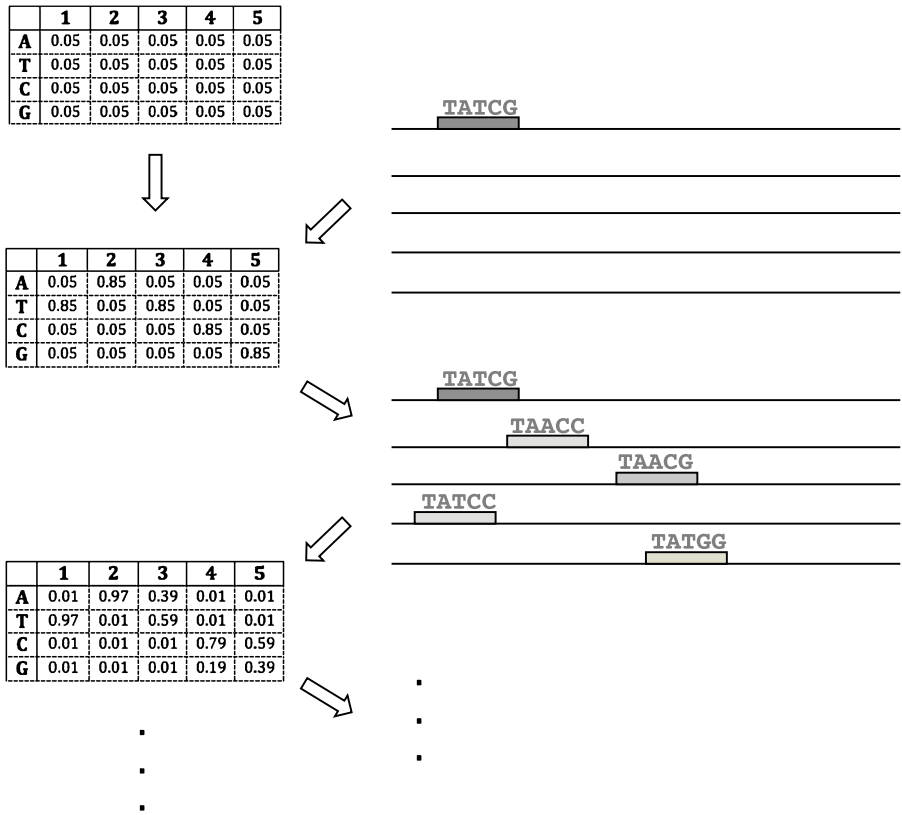 1 2 3 4 5
A 0.05 0.05 0.05 0.05 0.05
T 0.05 0.05 0.05 0.05 0.05
C 0.05 0.05 0.05 0.05 0.05
G 0.05 0.05 0.05 0.05 0.05
TATCG
1 2 3 4 5
A 0.05 0.85 0.05 0.05 0.05
T 0.85 0.05 0.85 0.05 0.05
C 0.05 0.05 0.05 0.85 0.05
G 0.05 0.05 0.05 0.05 0.85
TATCG
TAACC
TAACG
TATCC
TATGG
1 2 3 4 5
A 0.01 0.97 0.39 0.01 0.01
T 0.97 0.01 0.59 0.01 0.01
C 0.01 0.01 0.01 0.79 0.59
G 0.01 0.01 0.01 0.19 0.39